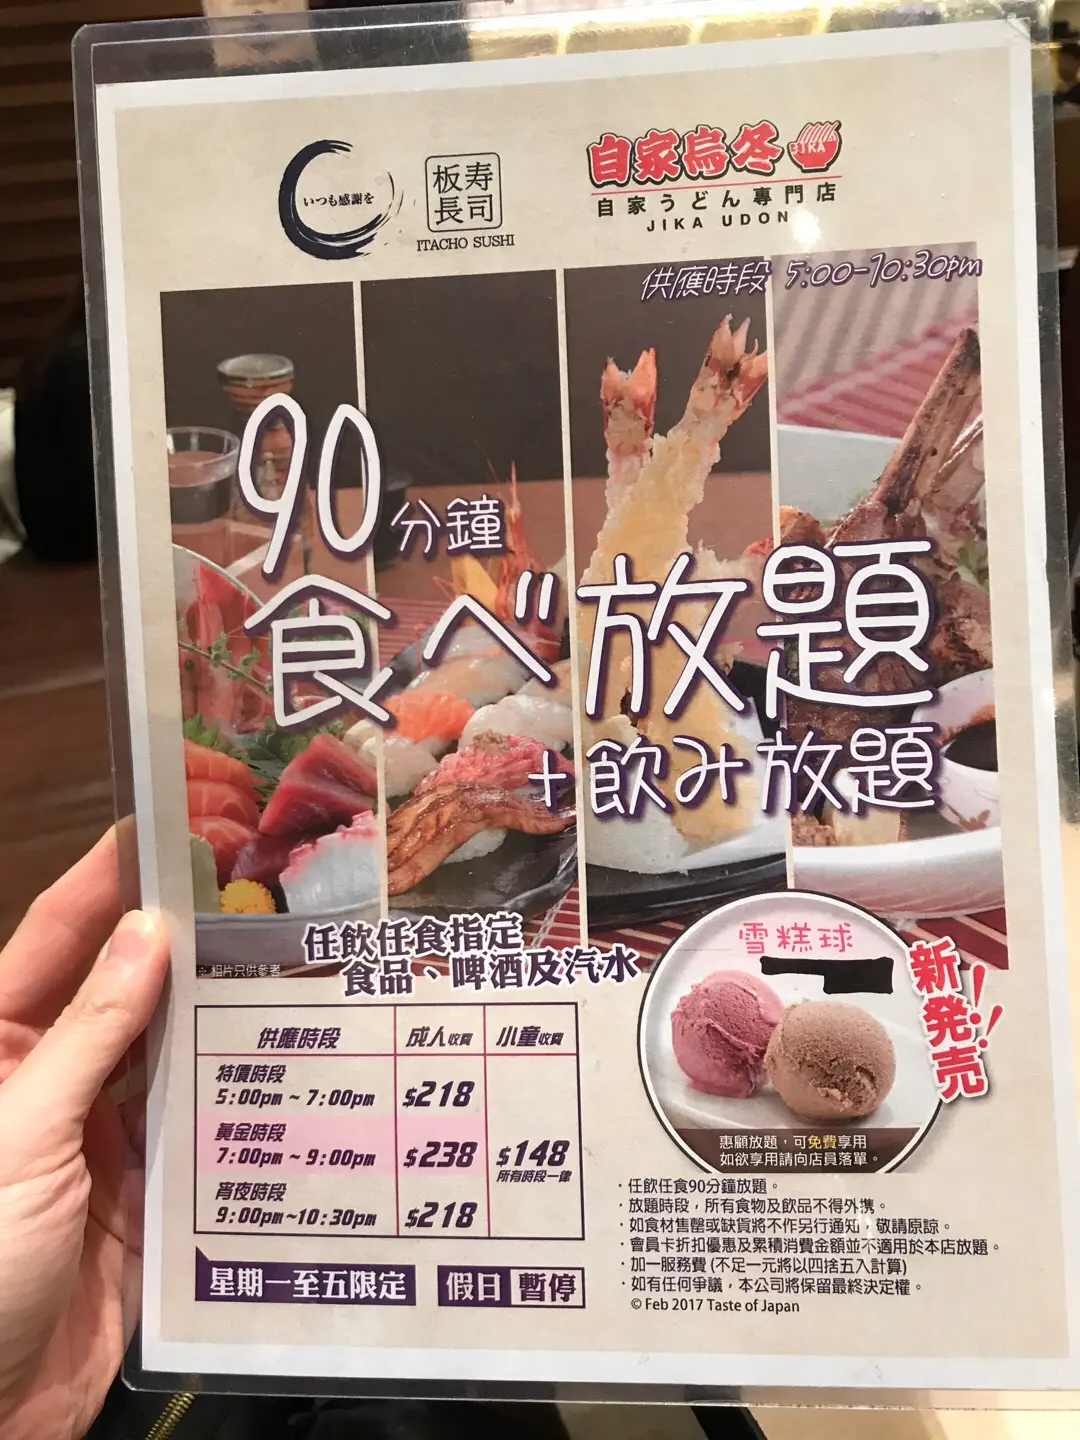 いつも感謝を
板寿
長司
ITACHO SUSHI
自家烏冬
JIKA
自家うどん専門店
JIKA UDON
供應時段 5:00-10:30pm
90分鐘
食べ放題
+飲み放題
※相片只供參考
任飲任食指定
食品、啤酒及汽水
雪糕球
新発売!!
惠顧放題，可免費享用
如欲享用請向店員落單。
供應時段 成人收費 小童收費
特價時段
5:00pm ~ 7:00pm $218
黃金時段
7:00pm ~ 9:00pm $238 $148
所有時段一律
宵夜時段
9:00pm~10:30pm $218
星期一至五限定 假日暫停
·任飲任食90分鐘放題。
·放題時段，所有食物及飲品不得外携。
·如食材售罄或缺貨將不作另行通知，敬請原諒。
·會員卡折扣優惠及累積消費金額並不適用於本店放題。
·加一服務費(不足一元將以四捨五入計算)
·如有任何爭議，本公司將保留最終決定權。
© Feb 2017 Taste of Japan